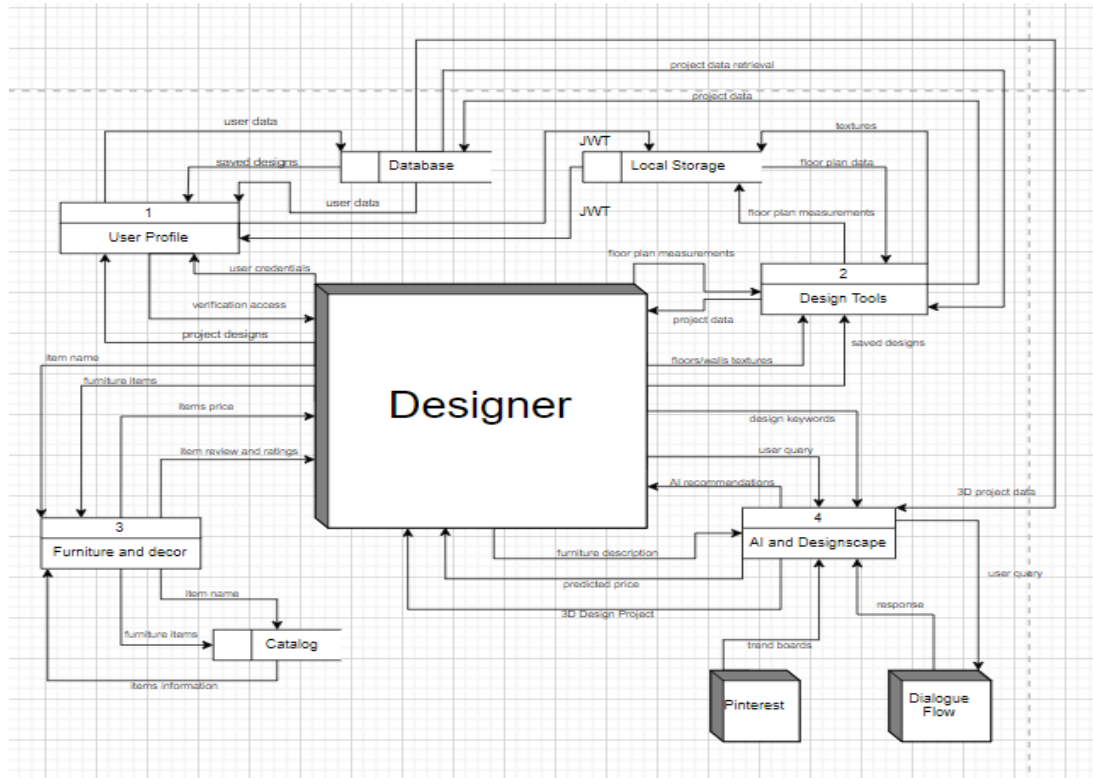 project data retrieval
project data
user data
textures
JWT
saved designs
Database
Local Storage
floor plan data
user data
1
JWT
floor plan measurements
User Profile
user credentials
floor plan measurements
2
Design Tools
verification access
project data
project designs
saved designs
Item name
floors/walls textures
furniture items
Designer
Items price
design keywords
Item review and ratings
user query
AI recommendations
3D project data
3
4
Furniture and decor
AI and Designscape
furniture description
user query
predicted price
item name
3D Design Project
response
furniture items
Catalog
trend boards
Items information
Pinterest
Dialogue
Flow